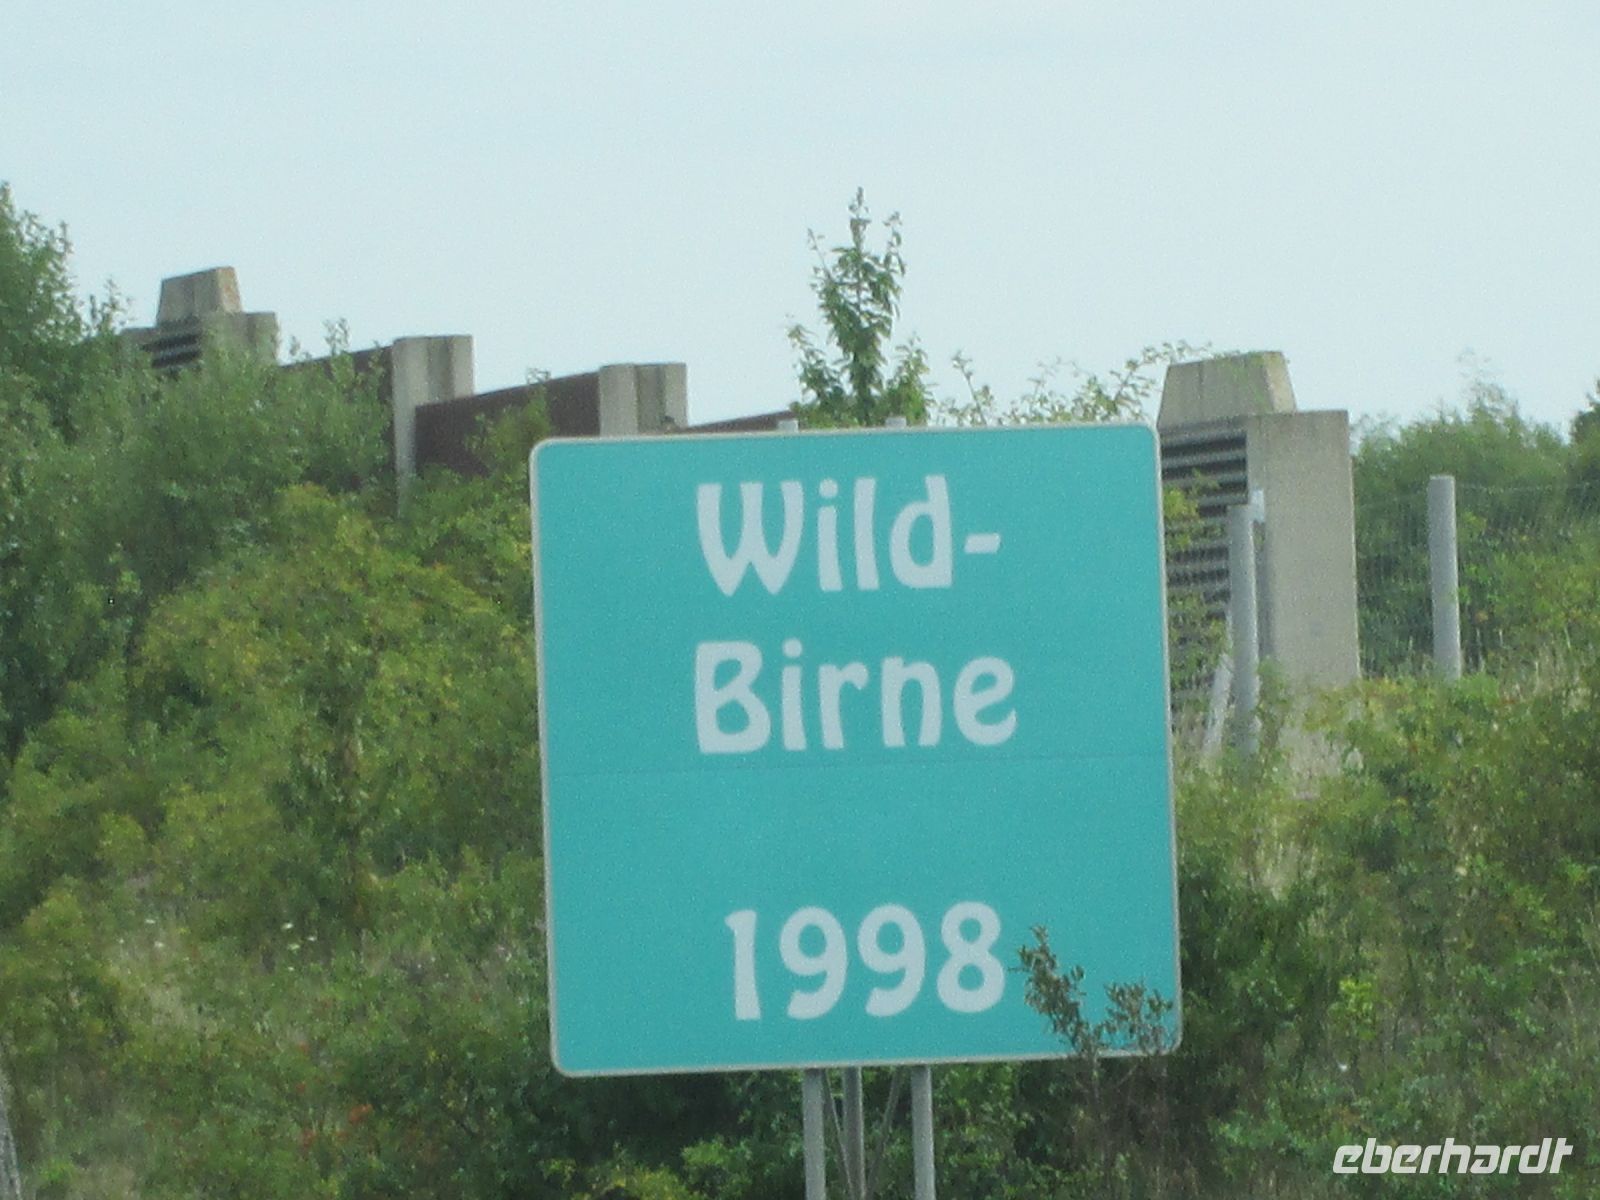 Wild-
Birne
1998
eberhardt